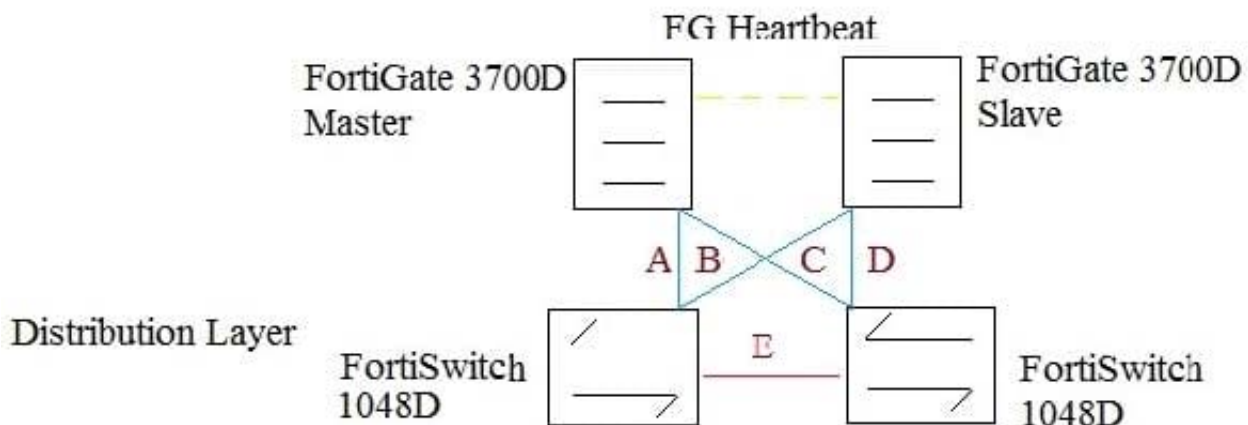 FG Heartbeat
FortiGate 3700D
Master
FortiGate 3700D
Slave
A B C D
Distribution Layer
E
FortiSwitch
1048D
FortiSwitch
1048D